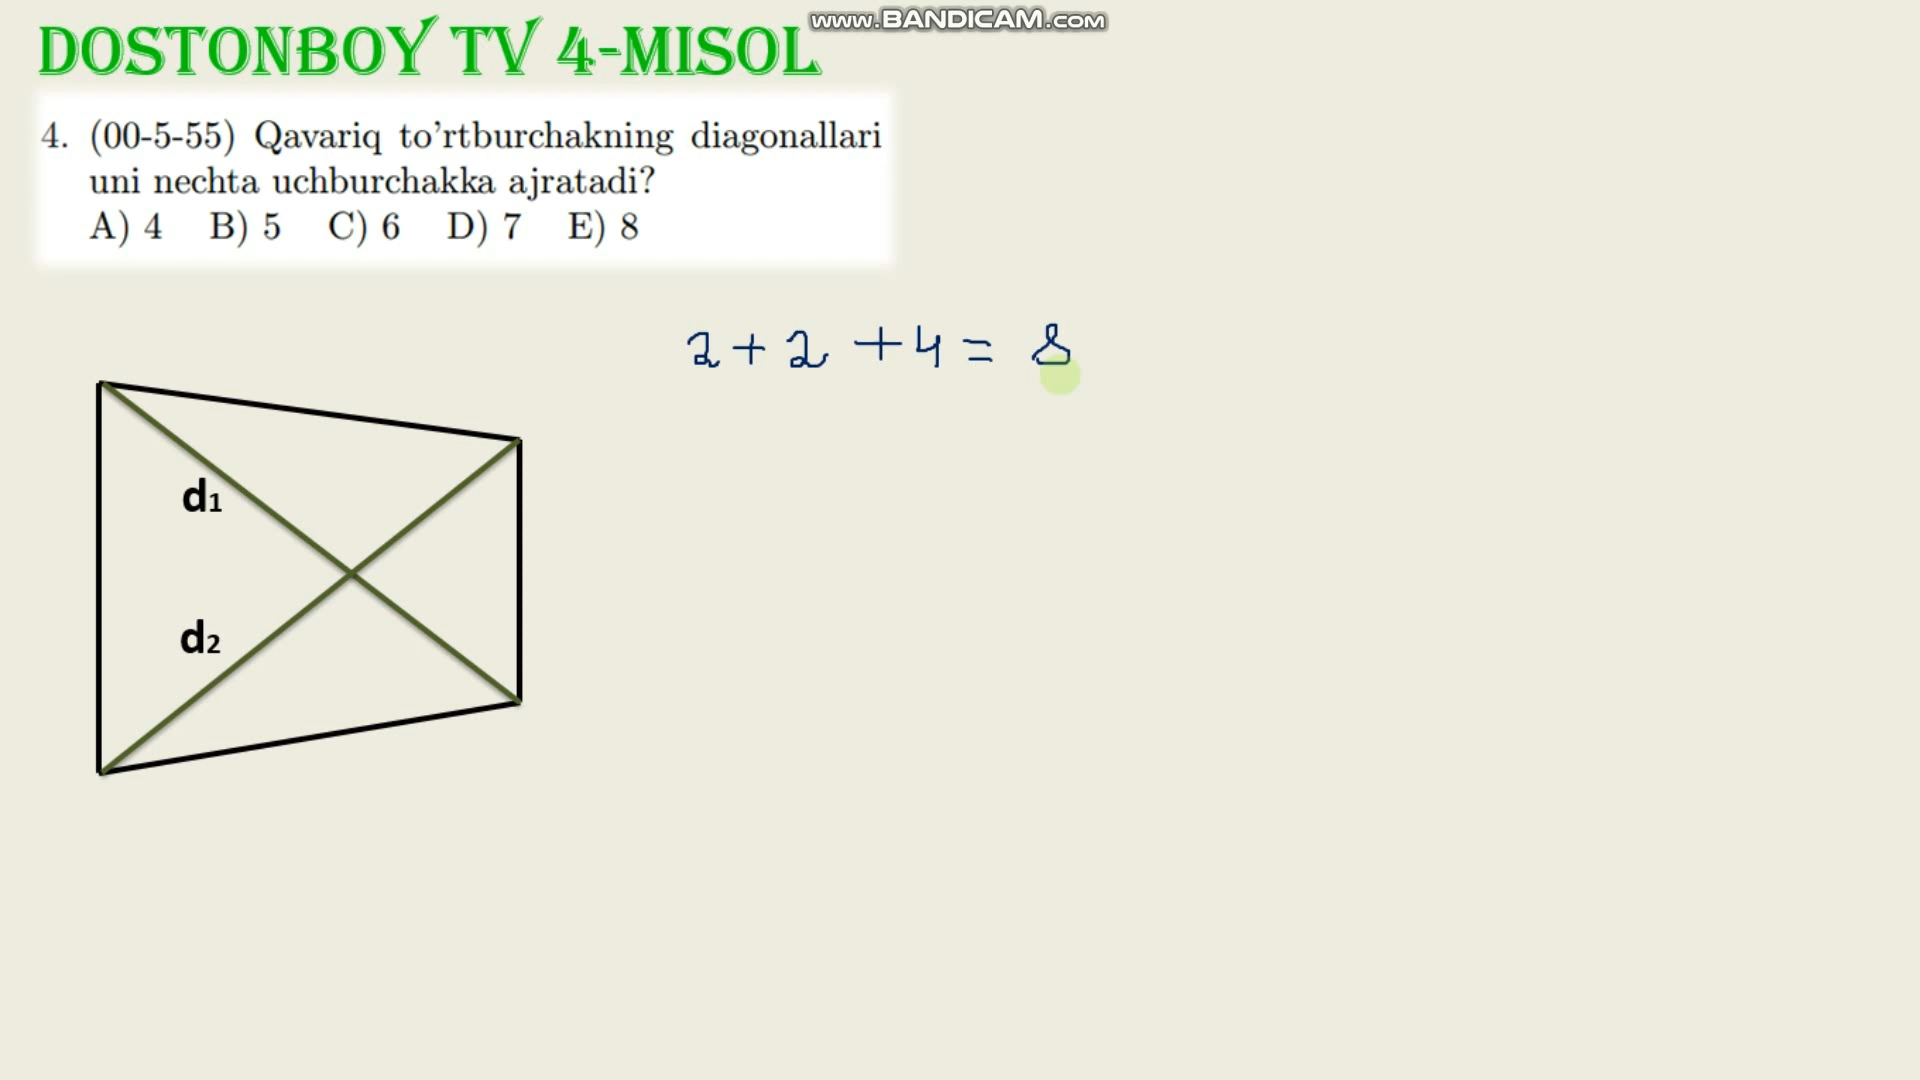 www.BANDICAM.com
DOSTONBOY TV 4-MISOL
4. (00-5-55) Qavariq to’rtburchakning diagonallari
uni nechta uchburchakka ajratadi?
A) 4 B) 5 C) 6 D) 7 E) 8
2 + 2 + 4 = 8
d1
d2